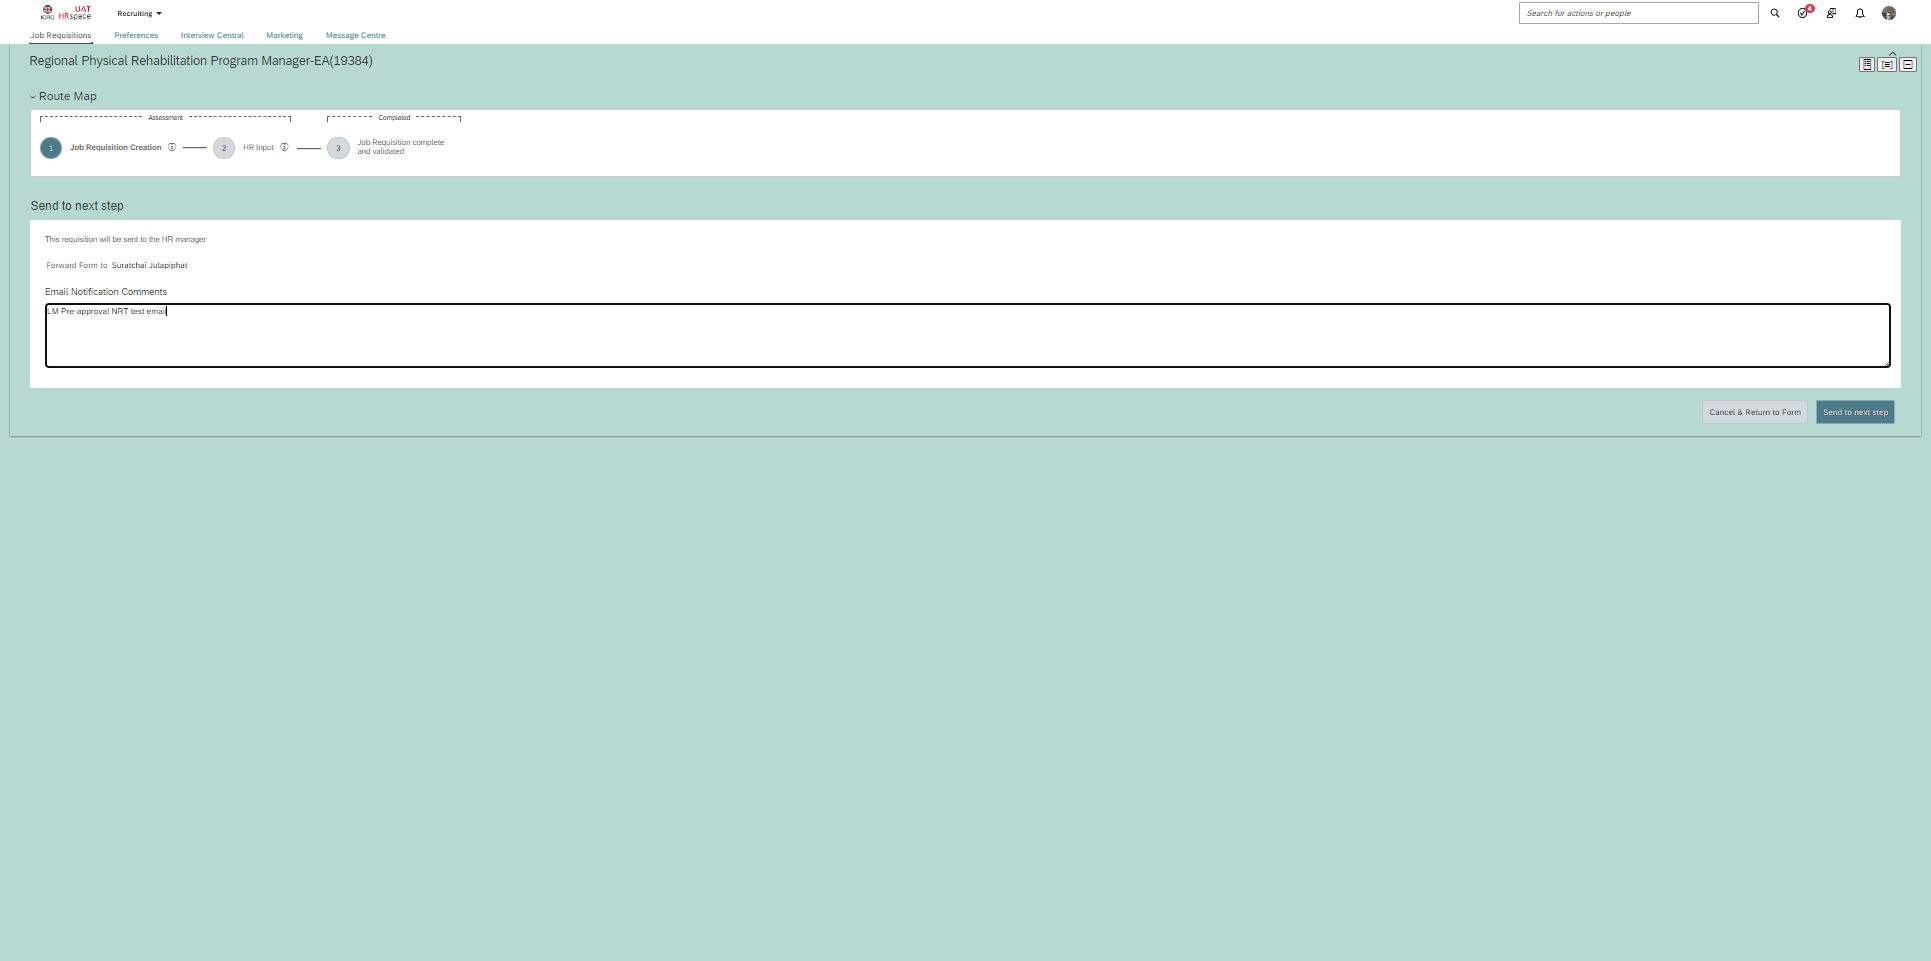 UAT
ICRC HRspace
Recruiting
Search for actions or people
4
Job Requisitions Preferences Interview Central Marketing Message Centre
Regional Physical Rehabilitation Program Manager-EA(19384)
Route Map
Assessment Completed
1 Job Requisition Creation 2 HR Input 3 Job Requisition complete
and validated
Send to next step
This requisition will be sent to the HR manager
Forward Form to Suratchai Julapiphat
Email Notification Comments
LM Pre-approval NRT test email
Cancel & Return to Form Send to next step